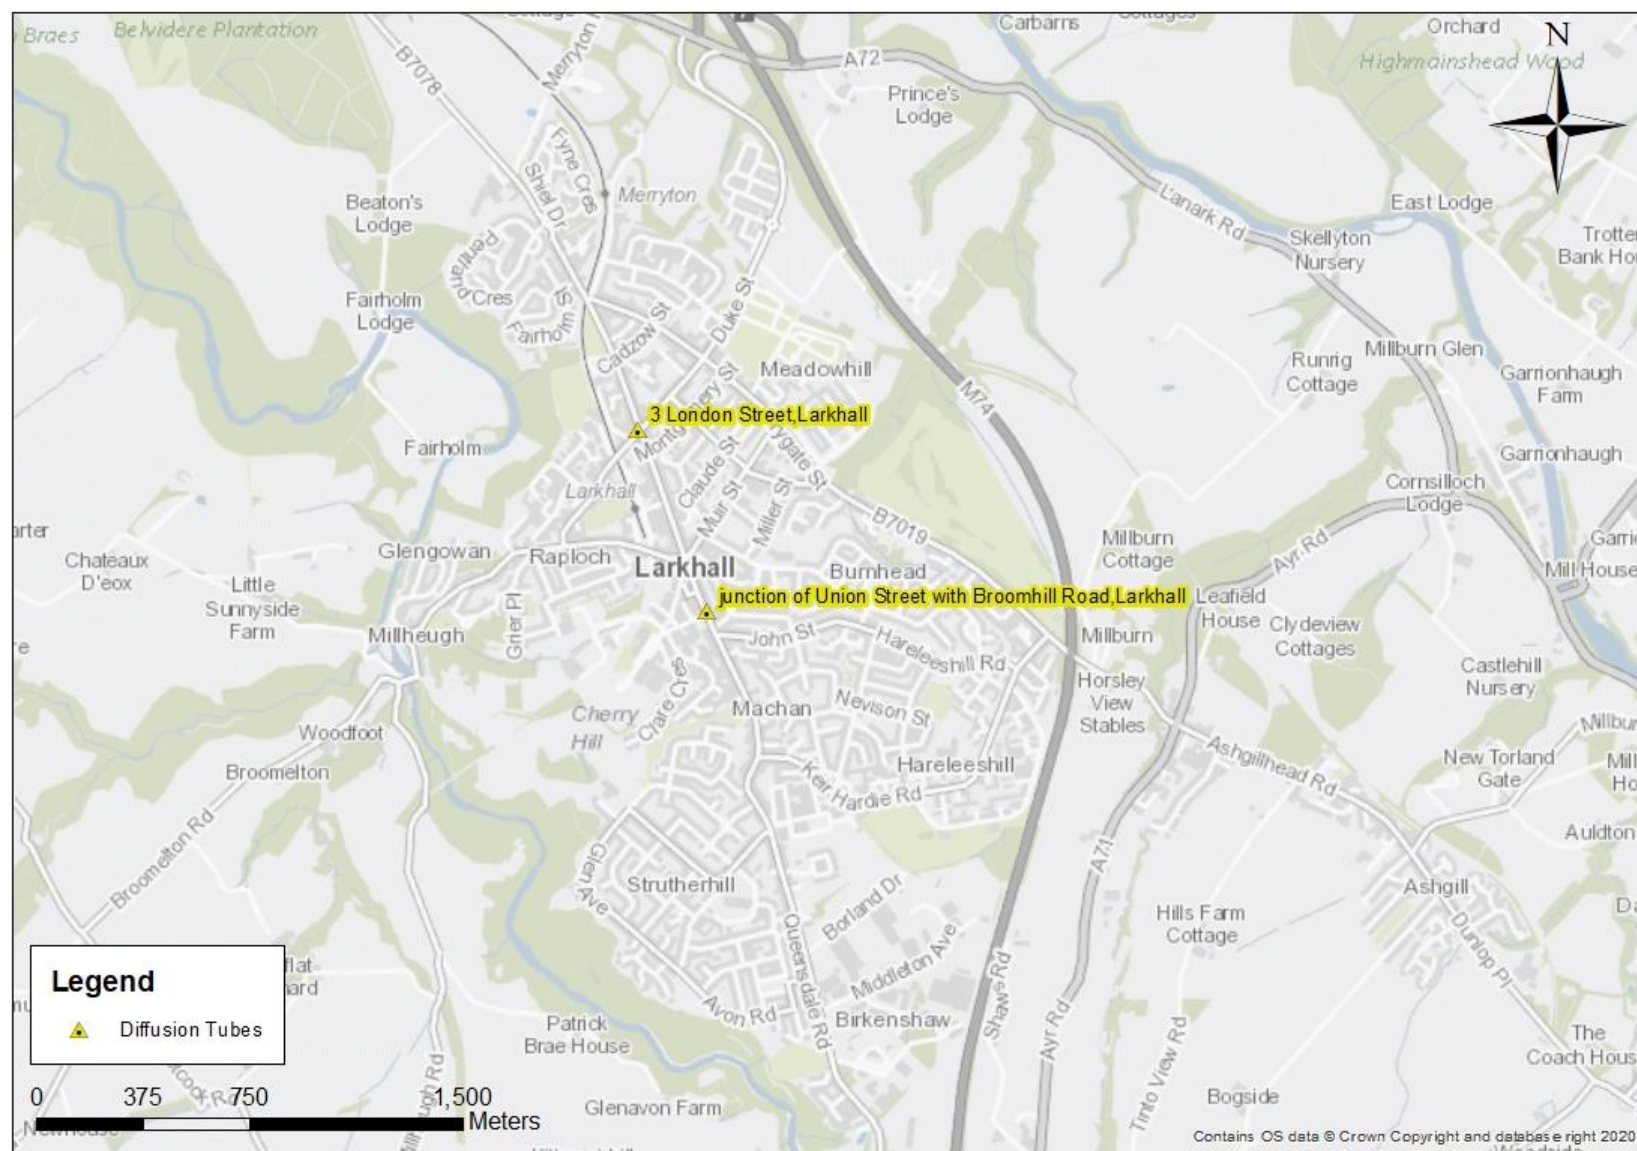 Braes
Belvidere Plantation
Cottage
Cottages
Carbarns
Orchard
N
Highmainshead Wood
B7078
Merryton
A72
Prince's
Lodge
Fyne Cres
Shiel Dr
Merryton
Beaton's
Lodge
Lanark Rd
East Lodge
Skellyton
Nursery
Pentland
Cres
Fairholm
St
Fairholm
Lodge
Cadzow St
Duke St
Meadowhill
Millburn Glen
Runrig
Cottage
Garrionhaugh
Farm
M74
3 London Street,Larkhall
Montgomery St
Fairholm
Claude St
Garrionhaugh
Larkhall
Muir St
Miller St
B7019
Cornsilloch
Lodge
Ayr Rd
Chateaux
D'eox
Glengowan
Raploch
Larkhall
Burnhead
Millburn
Cottage
Mill House
Little
Sunnyside
Farm
junction of Union Street with Broomhill Road,Larkhall
Leafield
House
Clydeview
Cottages
Millheugh
Grier Pl
John St
Hareleeshill Rd
Millburn
Castlehill
Nursery
Horsley
View
Stables
Clare Cres
Machan
Nevison St
Cherry
Hill
Woodfoot
Broomelton
Hareleeshill
Ashgillhead Rd
New Torland
Gate
Keir Hardie Rd
Broomelton Rd
Auldton
A71
Glen Ave
Strutherhill
Ashgill
Borland Dr
Hills Farm
Cottage
Dunlop Pl
Queensdale Rd
Middleton Ave
Legend
Diffusion Tubes
Shaws Rd
Avon Rd
Birkenshaw
Patrick
Brae House
Ayr Rd
Tinto View Rd
The
Coach House
0 375 750 1,500
Meters
Glenavon Farm
Bogside
Contains OS data © Crown Copyright and database right 2020